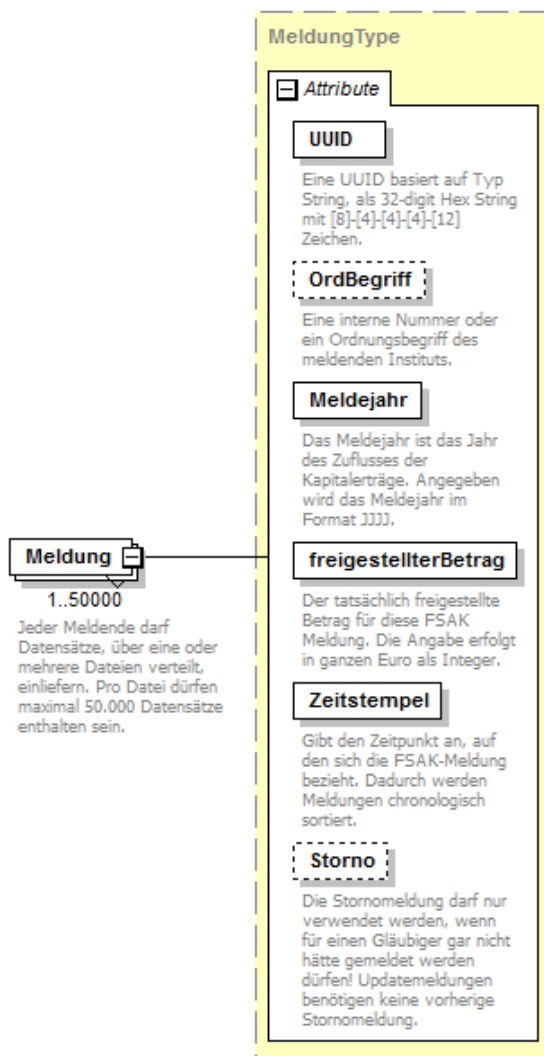 MeldungType
Attribute
UUID
Eine UUID basiert auf Typ
String, als 32-digit Hex String
mit [8]-[4]-[4]-[4]-[12]
Zeichen.
OrdBegriff
Eine interne Nummer oder
ein Ordnungsbegriff des
meldenden Instituts.
Meldejahr
Das Meldejahr ist das Jahr
des Zuflusses der
Kapitalerträge. Angegeben
wird das Meldejahr im
Format JJJJ.
freigestellterBetrag
Der tatsächlich freigestellte
Betrag für diese FSAK
Meldung. Die Angabe erfolgt
in ganzen Euro als Integer.
Zeitstempel
Gibt den Zeitpunkt an, auf
den sich die FSAK-Meldung
bezieht. Dadurch werden
Meldungen chronologisch
sortiert.
Storno
Die Stornomeldung darf nur
verwendet werden, wenn
für einen Gläubiger gar nicht
hätte gemeldet werden
dürfen! Updatemeldungen
benötigen keine vorherige
Stornomeldung.
Meldung
1..50000
Jeder Meldende darf
Datensätze, über eine oder
mehrere Dateien verteilt,
einliefern. Pro Datei dürfen
maximal 50.000 Datensätze
enthalten sein.